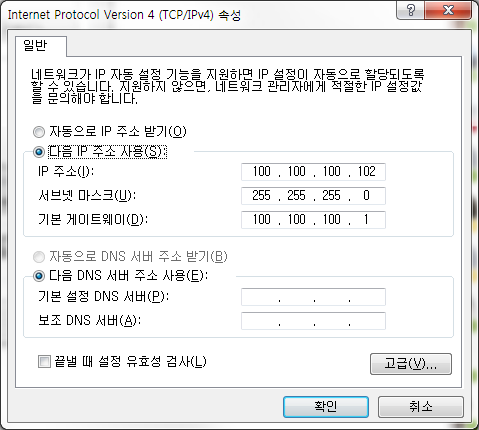 Internet Protocol Version 4 (TCP/IPv4) 속성
일반
네트워크가 IP 자동 설정 기능을 지원하면 IP 설정이 자동으로 할당되도록
할 수 있습니다. 지원하지 않으면, 네트워크 관리자에게 적절한 IP 설정값
을 문의해야 합니다.
자동으로 IP 주소 받기(O)
다음 IP 주소 사용(S):
IP 주소(I): 100 . 100 . 100 . 102
서브넷 마스크(U): 255 . 255 . 255 . 0
기본 게이트웨이(D): 100 . 100 . 100 . 1
자동으로 DNS 서버 주소 받기(B)
다음 DNS 서버 주소 사용(E):
기본 설정 DNS 서버(P): . . .
보조 DNS 서버(A): . . .
끝낼 때 설정 유효성 검사(L)
고급(V)...
확인 취소